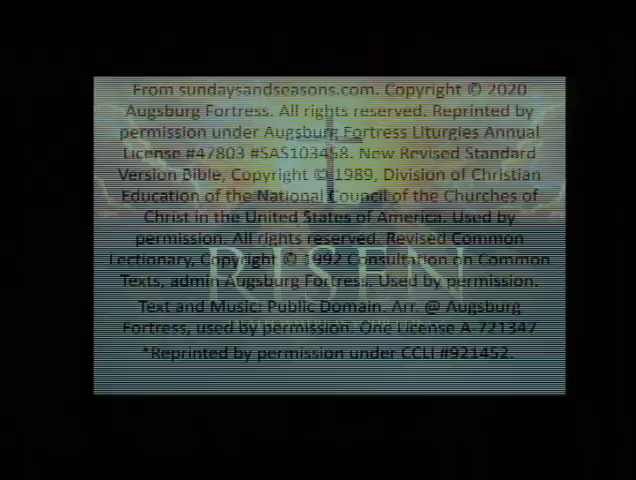 From sundaysandseasons.com. Copyright © 2020
Augsburg Fortress. All rights reserved. Reprinted by
permission under Augsburg Fortress Liturgies Annual
License #47803 #SAS103458. New Revised Standard
Version Bible, Copyright © 1989, Division of Christian
Education of the National Council of the Churches of
Christ in the United States of America. Used by
permission. All rights reserved. Revised Common
Lectionary, Copyright © 1992 Consultation on Common
RISEN
Texts, admin Augsburg Fortress. Used by permission.
Text and Music: Public Domain. Arr. @ Augsburg
Fortress, used by permission. One License A-721347
*Reprinted by permission under CCLI #921452.